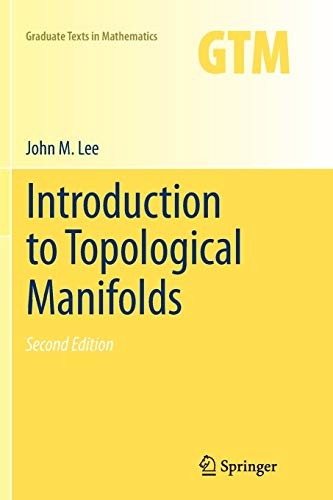 Graduate Texts in Mathematics
GTM
John M. Lee
Introduction
to Topological
Manifolds
Second Edition
Springer